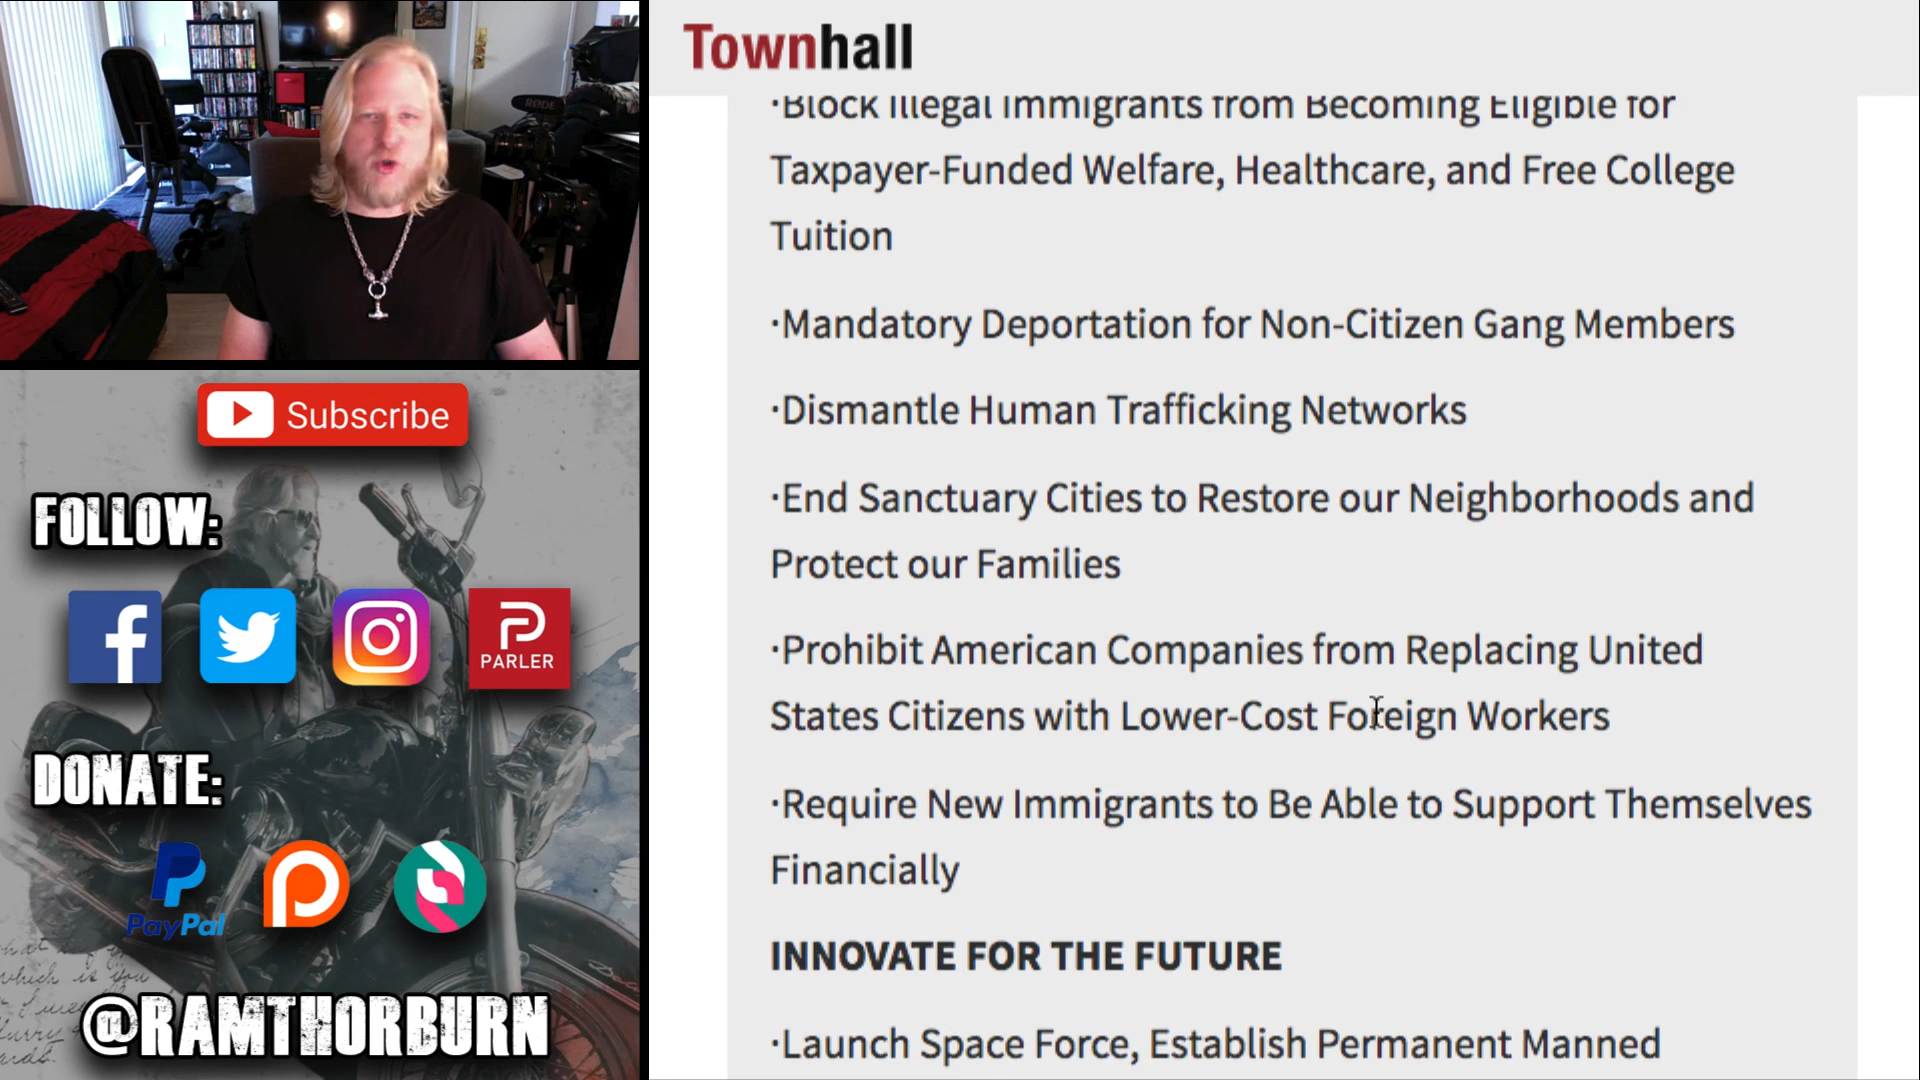 Townhall
·Block Illegal Immigrants from Becoming Eligible for
Taxpayer-Funded Welfare, Healthcare, and Free College
Tuition
·Mandatory Deportation for Non-Citizen Gang Members
·Dismantle Human Trafficking Networks
·End Sanctuary Cities to Restore our Neighborhoods and
Protect our Families
·Prohibit American Companies from Replacing United
States Citizens with Lower-Cost Foreign Workers
·Require New Immigrants to Be Able to Support Themselves
Financially
INNOVATE FOR THE FUTURE
·Launch Space Force, Establish Permanent Manned
RØDE
Subscribe
FOLLOW:
PARLER
DONATE:
PayPal
which is you
@RAMTHORBURN